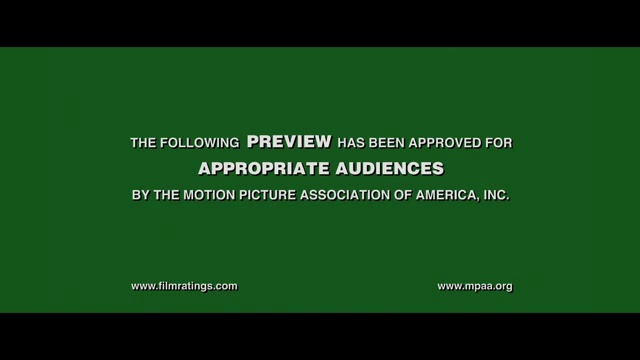 THE FOLLOWING PREVIEW HAS BEEN APPROVED FOR
APPROPRIATE AUDIENCES
BY THE MOTION PICTURE ASSOCIATION OF AMERICA, INC.
www.filmratings.com www.mpaa.org